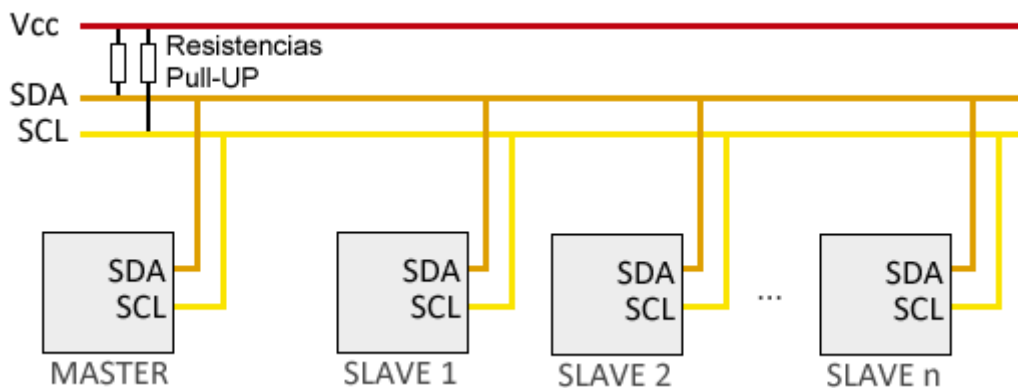 Vcc
Resistencias
Pull-UP
SDA
SCL
SDA
SCL
MASTER
SDA
SCL
SLAVE 1
SDA
SCL
SLAVE 2
...
SDA
SCL
SLAVE n